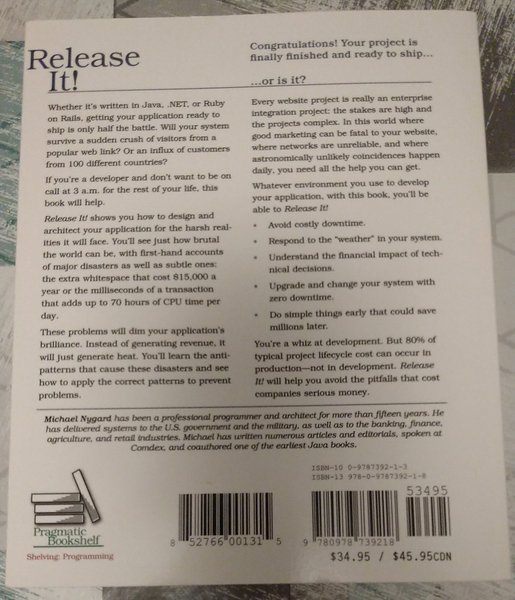 Release
It!
Congratulations! Your project is
finally finished and ready to ship...
...or is it?
Whether it's written in Java, .NET, or Ruby
on Rails, getting your application ready to
ship is only half the battle. Will your system
survive a sudden crush of visitors from a
popular web link? Or an influx of customers
from 100 different countries?
If you're a developer and don't want to be on
call at 3 a.m. for the rest of your life, this
book will help.
Release It! shows you how to design and
architect your application for the harsh real-
ities it will face. You'll see just how brutal
the world can be, with first-hand accounts
of major disasters as well as subtle ones:
the extra whitespace that cost $15,000 a
year or the milliseconds of a transaction
that adds up to 70 hours of CPU time per
day.
These problems will dim your application's
brilliance. Instead of generating revenue, it
will just generate heat. You'll learn the anti-
patterns that cause these disasters and see
how to apply the correct patterns to prevent
problems.
Every website project is really an enterprise
integration project: the stakes are high and
the projects complex. In this world where
good marketing can be fatal to your website,
where networks are unreliable, and where
astronomically unlikely coincidences happen
daily, you need all the help you can get.
Whatever environment you use to develop
your application, with this book, you'll be
able to Release It!
• Avoid costly downtime.
• Respond to the "weather" in your system.
• Understand the financial impact of tech-
nical decisions.
• Upgrade and change your system with
zero downtime.
• Do simple things early that could save
millions later.
You're a whiz at development. But 80% of
typical project lifecycle cost can occur in
production—not in development. Release
It! will help you avoid the pitfalls that cost
companies serious money.
Michael Nygard has been a professional programmer and architect for more than fifteen years. He
has delivered systems to the U.S. government and the military, as well as to the banking, finance,
agriculture, and retail industries. Michael has written numerous articles and editorials, spoken at
Comdex, and coauthored one of the earliest Java books.
Pragmatic
Bookshelf
Shelving: Programming
8 52766 00131 5
ISBN-10 0-9787392-1-3
ISBN-13 978-0-9787392-1-8
53495
9 780978 739218
$34.95 / $45.95CDN